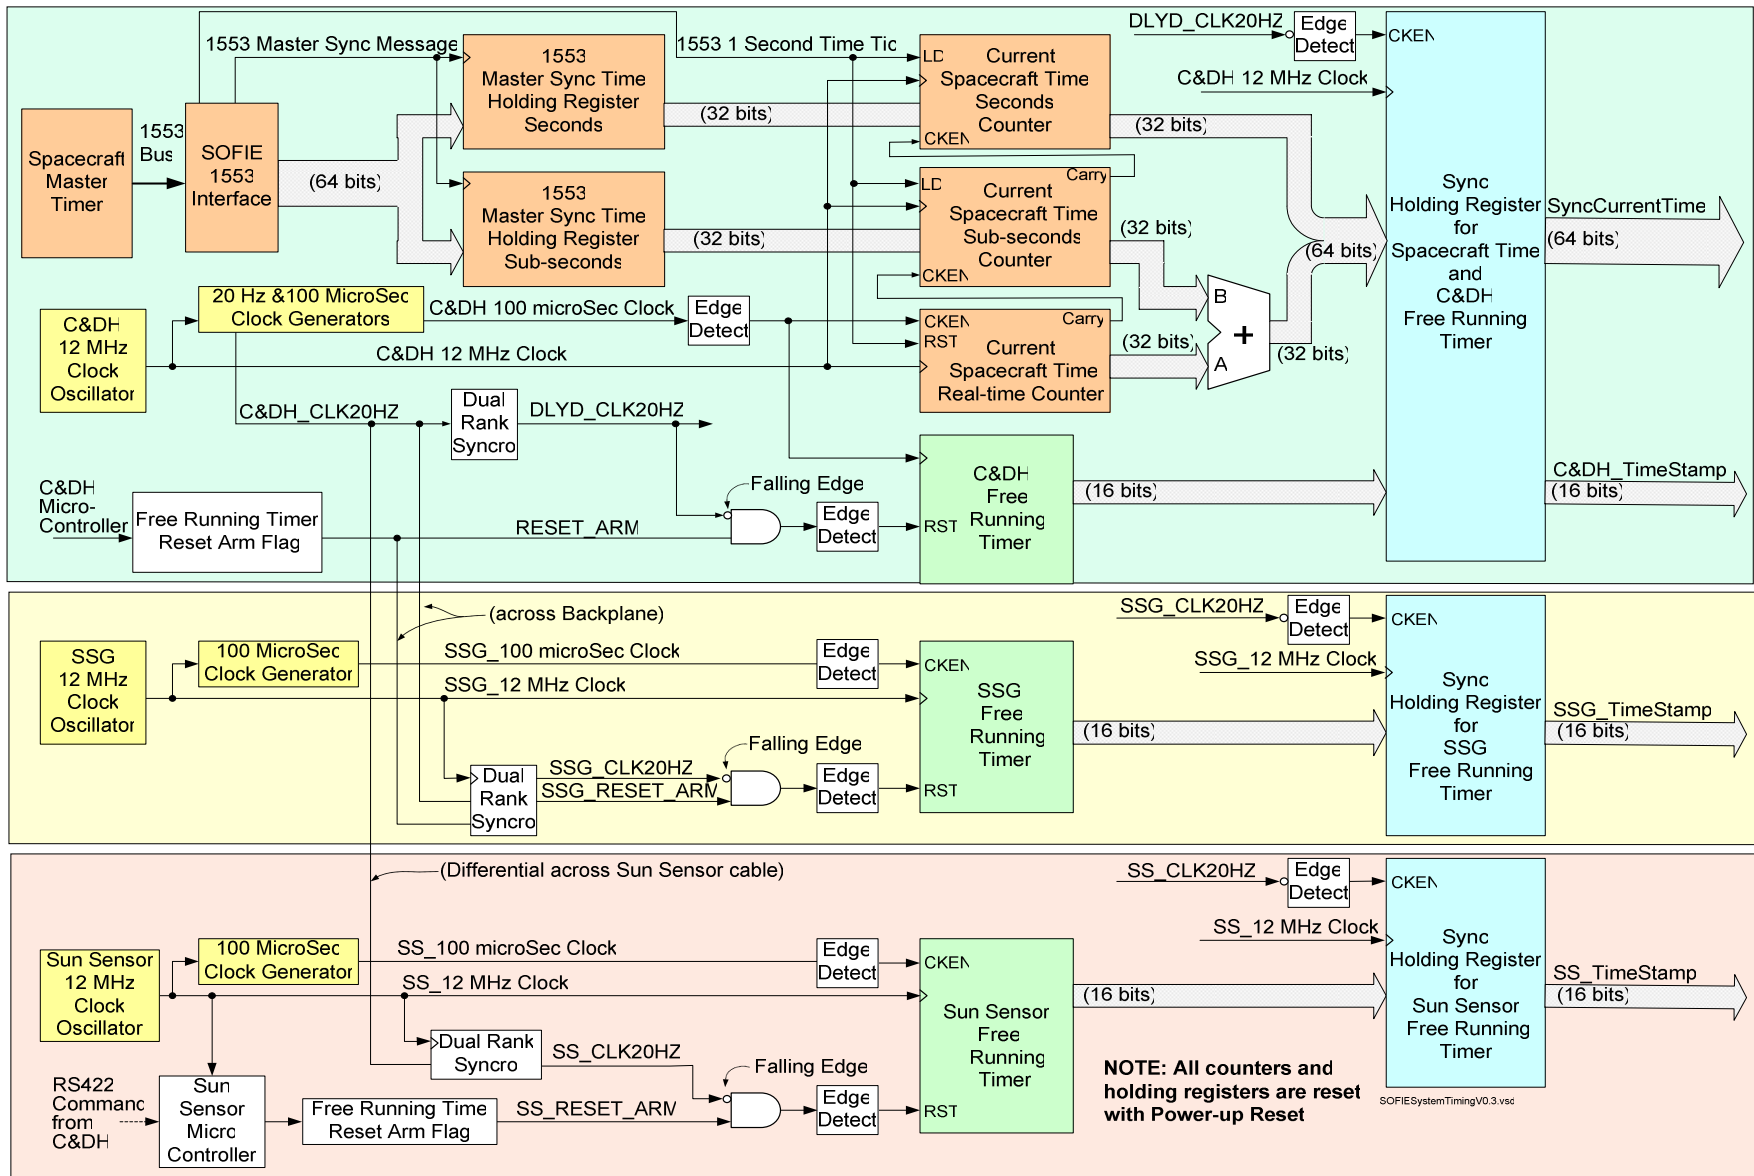 1553 Master Sync Message
1553 1 Second Time Tic
DLYD_CLK20HZ
Edge
Detect
CKEN
C&DH 12 MHz Clock
Spacecraft
Master
Timer
1553
Bus
SOFIE
1553
Interface
(64 bits)
1553
Master Sync Time
Holding Register
Seconds
(32 bits)
LD
Current
Spacecraft Time
Seconds
Counter
CKEN
(32 bits)
1553
Master Sync Time
Holding Register
Sub-seconds
(32 bits)
Carry
LD
Current
Spacecraft Time
Sub-seconds
Counter
CKEN
(32 bits)
(64 bits)
B
A
+
(32 bits)
Sync
Holding Register
for
Spacecraft Time
and
C&DH
Free Running
Timer
SyncCurrentTime
(64 bits)
C&DH
12 MHz
Clock
Oscillator
20 Hz &100 MicroSec
Clock Generators
C&DH 100 microSec Clock
Edge
Detect
C&DH 12 MHz Clock
CKEN
Carry
RST
Current
Spacecraft Time
Real-time Counter
(32 bits)
C&DH_CLK20HZ
Dual
Rank
Syncro
DLYD_CLK20HZ
C&DH
Micro-
Controller
Free Running Timer
Reset Arm Flag
RESET_ARM
Falling Edge
Edge
Detect
RST
C&DH
Free
Running
Timer
(16 bits)
C&DH_TimeStamp
(16 bits)
(across Backplane)
SSG
12 MHz
Clock
Oscillator
100 MicroSec
Clock Generator
SSG_100 microSec Clock
SSG_12 MHz Clock
Edge
Detect
CKEN
SSG
Free
Running
Timer
RST
(16 bits)
Dual
Rank
Syncro
SSG_CLK20HZ
SSG_RESET_ARM
Falling Edge
Edge
Detect
SSG_CLK20HZ
Edge
Detect
CKEN
SSG_12 MHz Clock
Sync
Holding Register
for
SSG
Free Running
Timer
SSG_TimeStamp
(16 bits)
(Differential across Sun Sensor cable)
Sun Sensor
12 MHz
Clock
Oscillator
100 MicroSec
Clock Generator
SS_100 microSec Clock
SS_12 MHz Clock
Edge
Detect
CKEN
Sun Sensor
Free
Running
Timer
RST
(16 bits)
Dual Rank
Syncro
SS_CLK20HZ
Falling Edge
RS422
Command
from
C&DH
Sun
Sensor
Micro
Controller
Free Running Time
Reset Arm Flag
SS_RESET_ARM
Edge
Detect
SS_CLK20HZ
Edge
Detect
CKEN
SS_12 MHz Clock
Sync
Holding Register
for
Sun Sensor
Free Running
Timer
SS_TimeStamp
(16 bits)
NOTE: All counters and
holding registers are reset
with Power-up Reset
SOFIESystemTimingV0.3.vsd